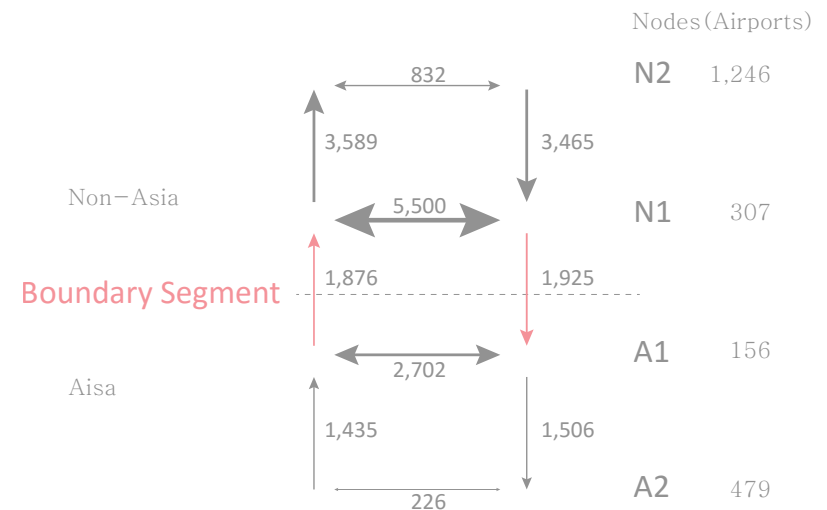 Nodes(Airports)
832
N2 1,246
3,589
3,465
Non-Asia
5,500
N1 307
1,876
1,925
Boundary Segment
2,702
A1 156
Aisa
1,435
1,506
226
A2 479